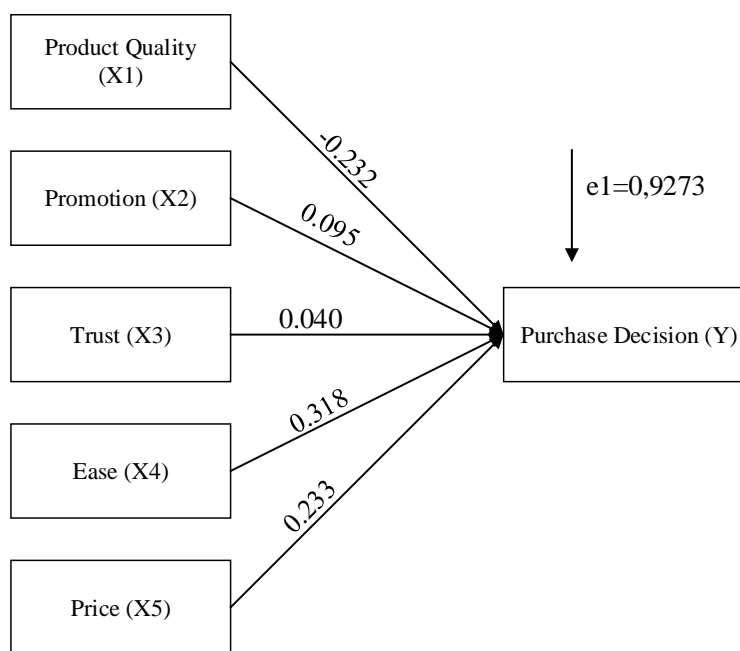 Product Quality
(X1)
-0.232
Promotion (X2)
e1=0,9273
0.095
Trust (X3)
0.040
Purchase Decision (Y)
0.318
Ease (X4)
0.233
Price (X5)